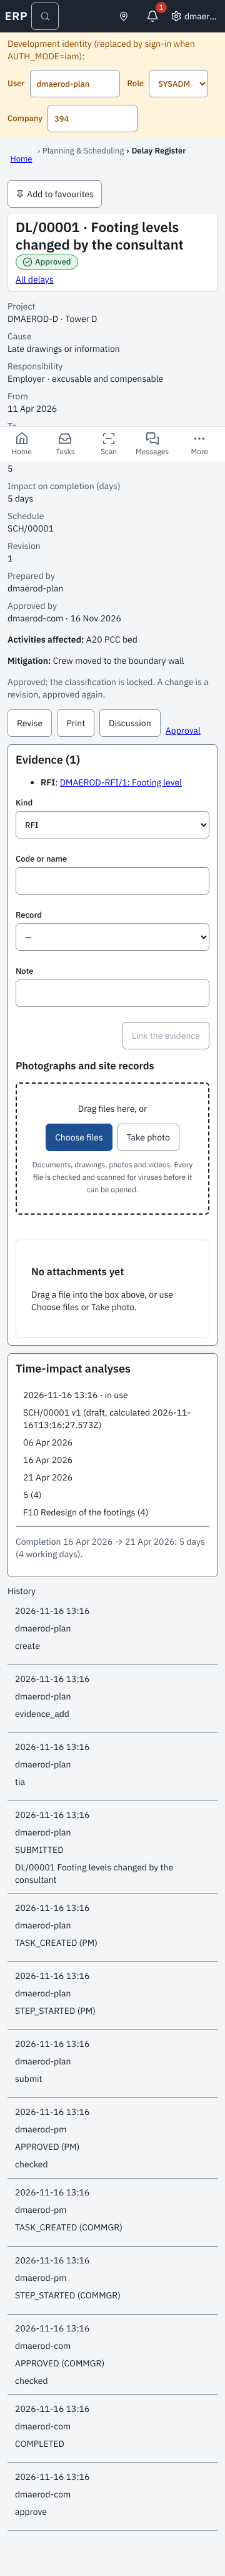 ERP
1
dmaer...
Development identity (replaced by sign-in when
AUTH_MODE=iam):
User
dmaerod-plan
Role
SYSADM
Company
394
Home
› Planning & Scheduling › Delay Register
Add to favourites
DL/00001 · Footing levels
changed by the consultant
Approved
All delays
Project
DMAEROD-D · Tower D
Cause
Late drawings or information
Responsibility
Employer · excusable and compensable
From
11 Apr 2026
Home
Tasks
Scan
Messages
More
5
Impact on completion (days)
5 days
Schedule
SCH/00001
Revision
1
Prepared by
dmaerod-plan
Approved by
dmaerod-com · 16 Nov 2026
Activities affected: A20 PCC bed
Mitigation: Crew moved to the boundary wall
Approved: the classification is locked. A change is a
revision, approved again.
Revise
Print
Discussion
Approval
Evidence (1)
• RFI: DMAEROD-RFI/1: Footing level
Kind
RFI
Code or name
Record
—
Note
Link the evidence
Photographs and site records
Drag files here, or
Choose files
Take photo
Documents, drawings, photos and videos. Every
file is checked and scanned for viruses before it
can be opened.
No attachments yet
Drag a file into the box above, or use
Choose files or Take photo.
Time-impact analyses
2026-11-16 13:16 · in use
SCH/00001 v1 (draft, calculated 2026-11-
16T13:16:27.573Z)
06 Apr 2026
16 Apr 2026
21 Apr 2026
5 (4)
F10 Redesign of the footings (4)
Completion 16 Apr 2026 → 21 Apr 2026: 5 days
(4 working days).
History
2026-11-16 13:16
dmaerod-plan
create
2026-11-16 13:16
dmaerod-plan
evidence_add
2026-11-16 13:16
dmaerod-plan
tia
2026-11-16 13:16
dmaerod-plan
SUBMITTED
DL/00001 Footing levels changed by the
consultant
2026-11-16 13:16
dmaerod-plan
TASK_CREATED (PM)
2026-11-16 13:16
dmaerod-plan
STEP_STARTED (PM)
2026-11-16 13:16
dmaerod-plan
submit
2026-11-16 13:16
dmaerod-pm
APPROVED (PM)
checked
2026-11-16 13:16
dmaerod-pm
TASK_CREATED (COMMGR)
2026-11-16 13:16
dmaerod-pm
STEP_STARTED (COMMGR)
2026-11-16 13:16
dmaerod-com
APPROVED (COMMGR)
checked
2026-11-16 13:16
dmaerod-com
COMPLETED
2026-11-16 13:16
dmaerod-com
approve